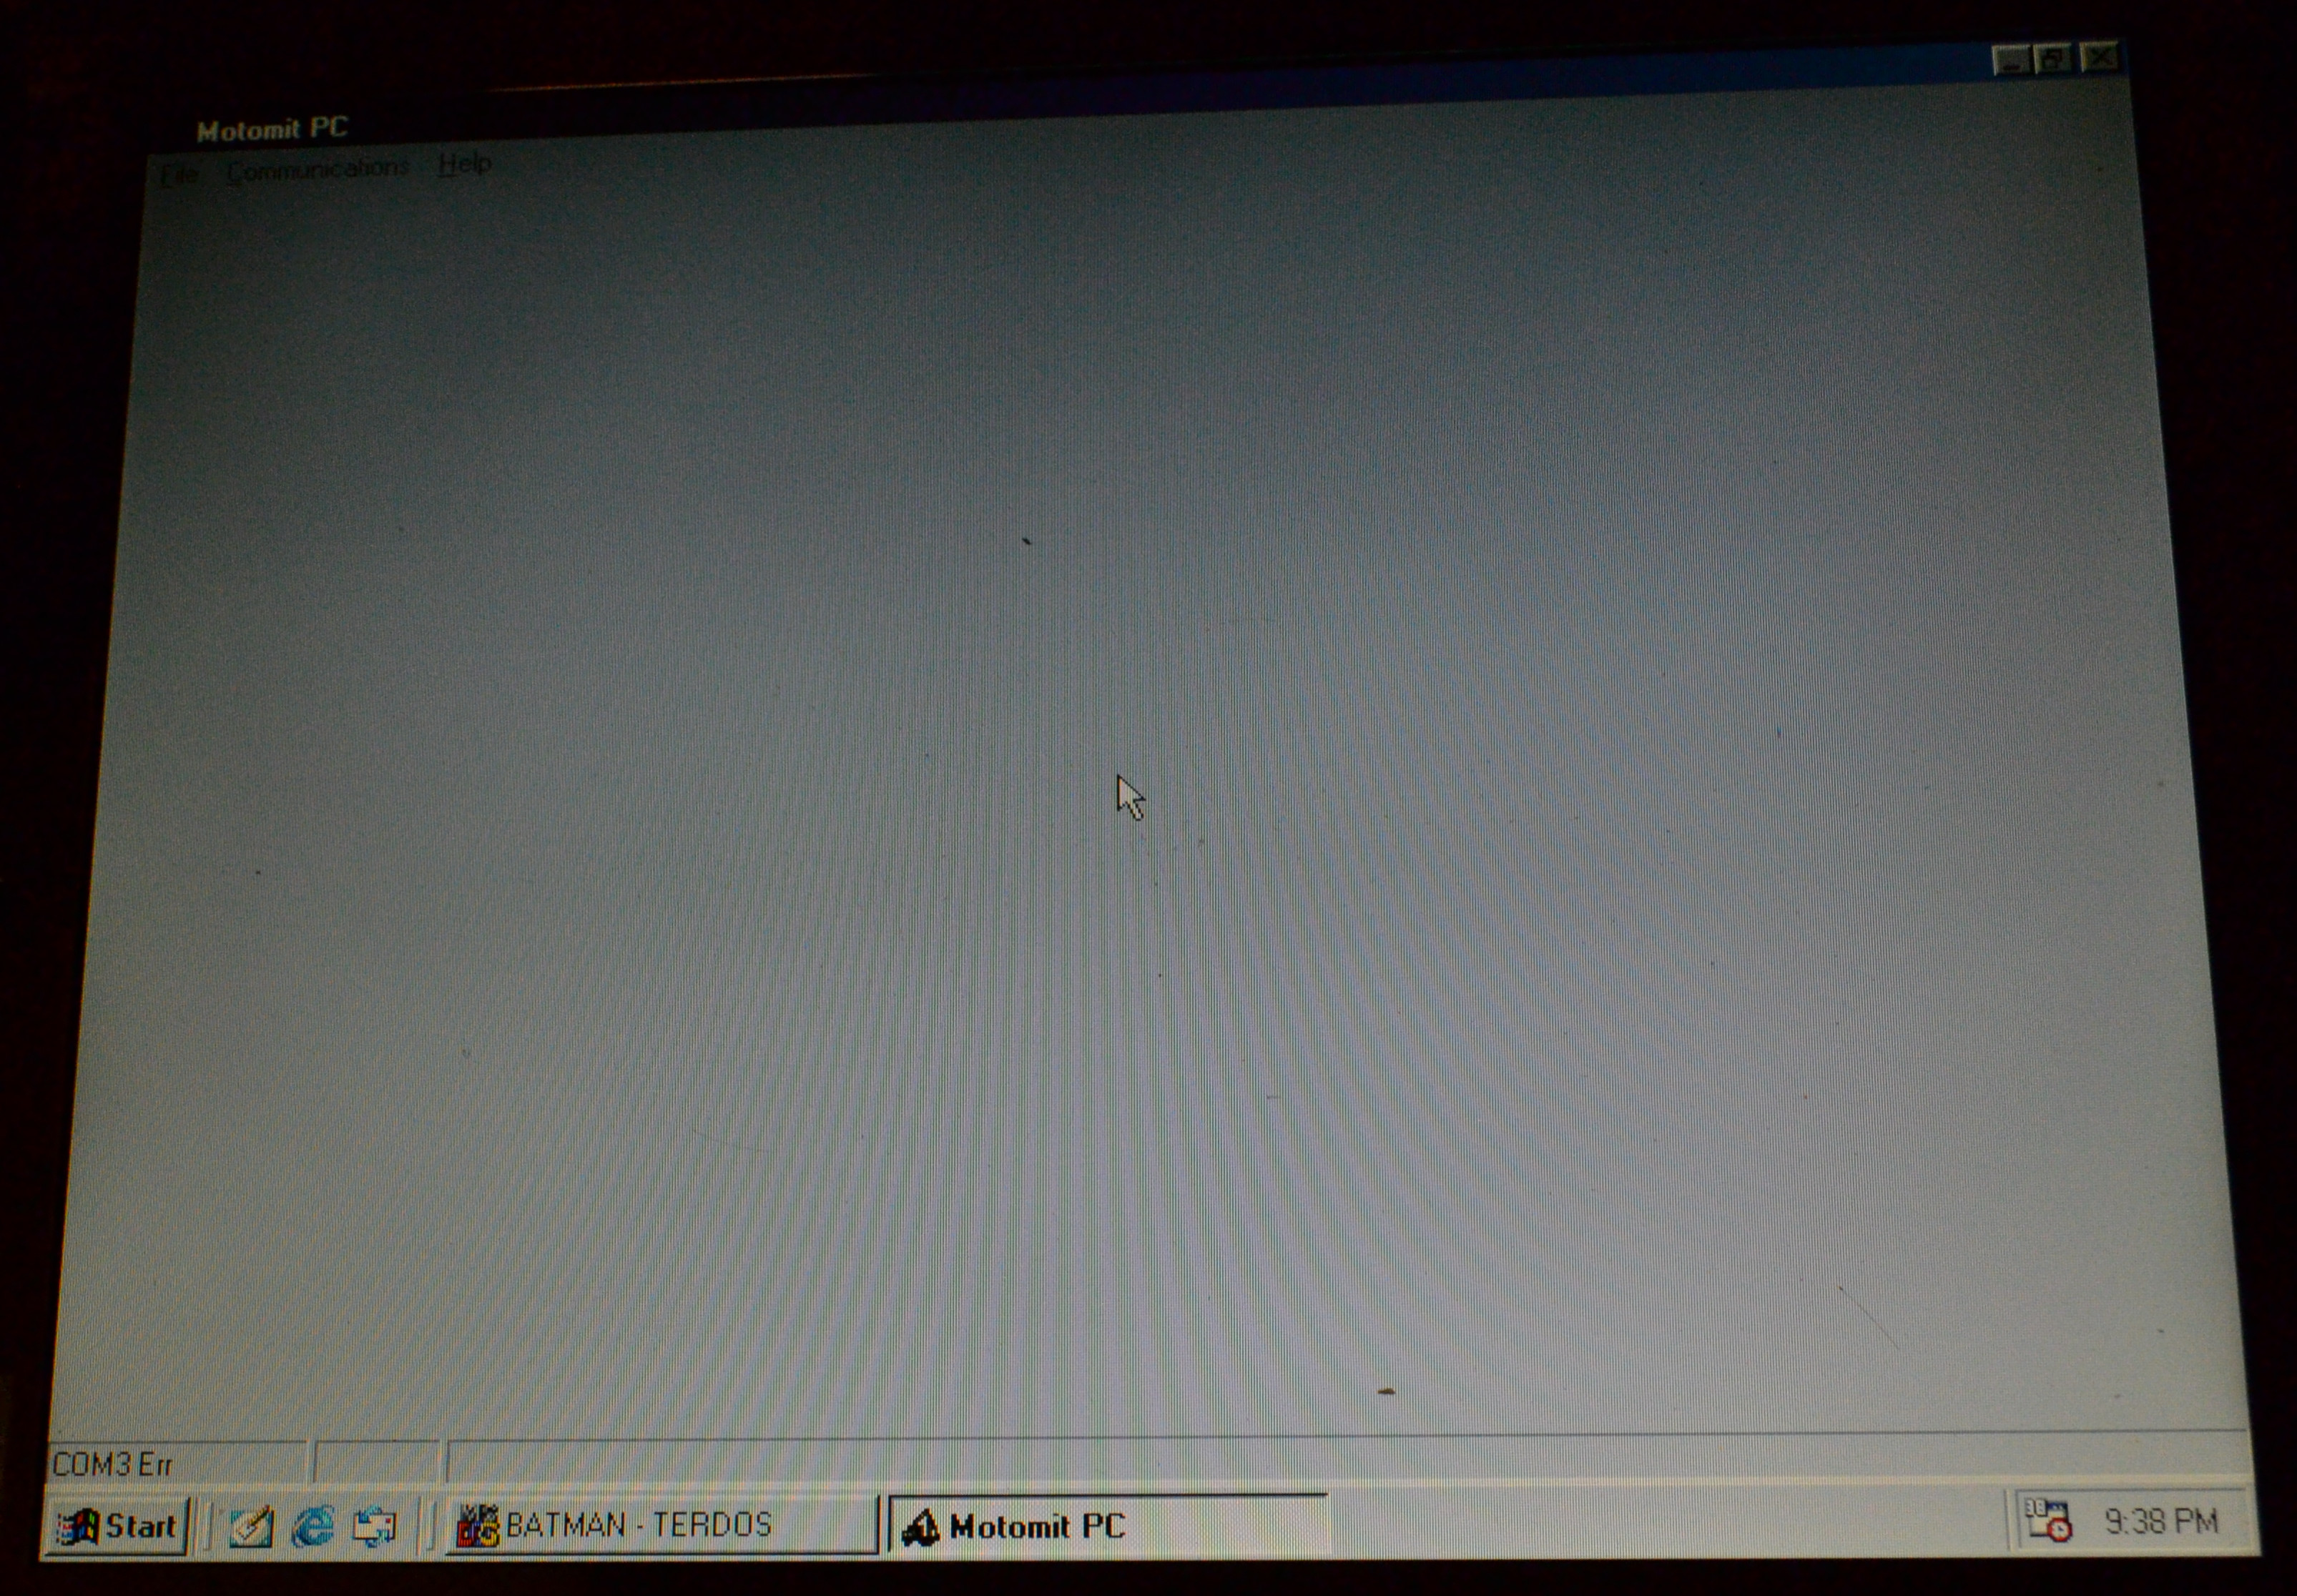 Motomit PC
File Communications Help
COM3 Err
Start BATMAN - TERDOS Motomit PC 9:38 PM